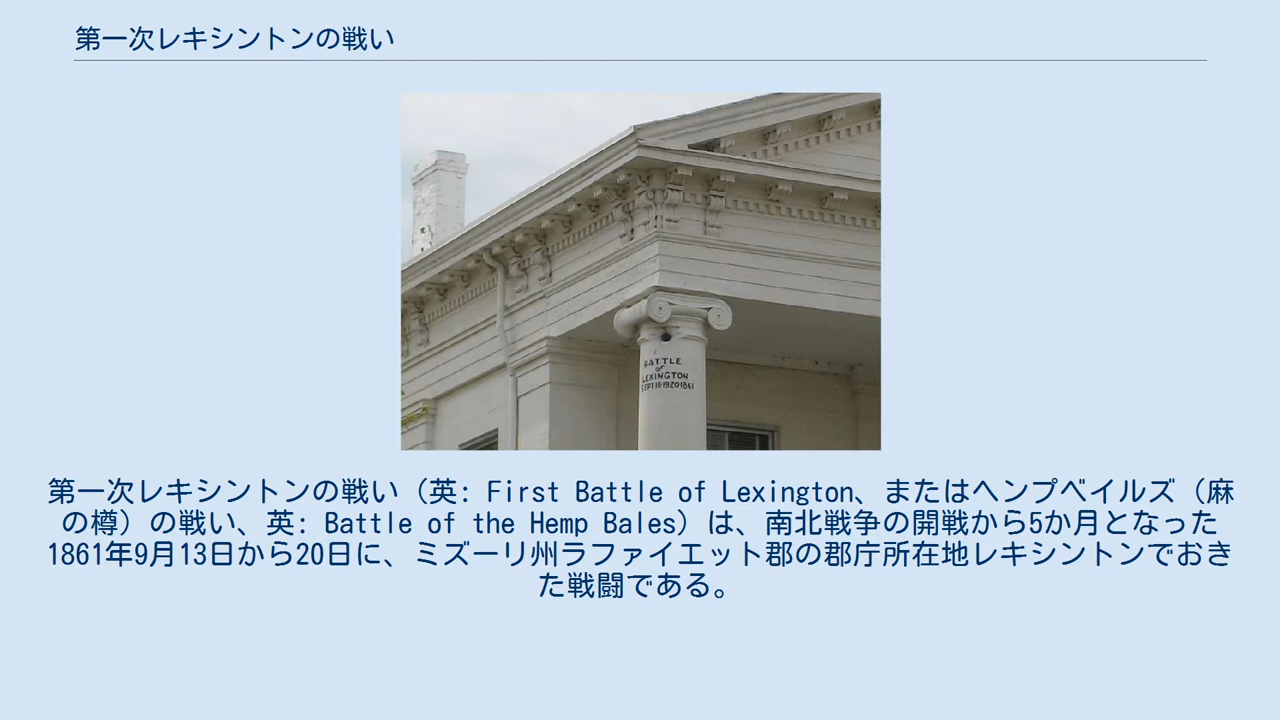 第一次レキシントンの戦い
BATTLE
OF
LEXINGTON
SEPT 18·19·20 1861
第一次レキシントンの戦い（英: First Battle of Lexington、またはヘンプベイルズ（麻
の樽）の戦い、英: Battle of the Hemp Bales）は、南北戦争の開戦から5か月となった
1861年9月13日から20日に、ミズーリ州ラファイエット郡の郡庁所在地レキシントンでおき
た戦闘である。